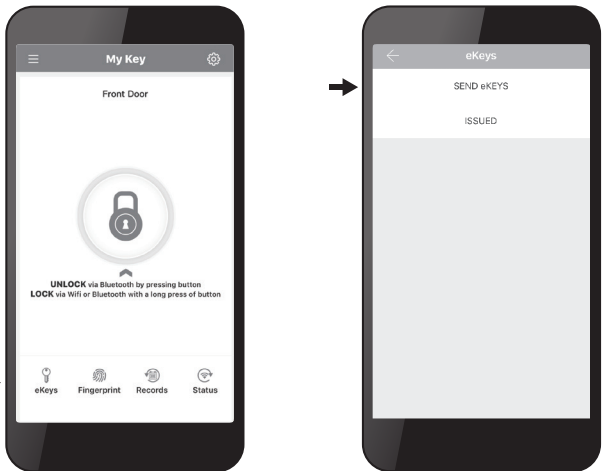 My Key
Front Door
UNLOCK via Bluetooth by pressing button
LOCK via Wifi or Bluetooth with a long press of button
eKeys Fingerprint Records Status
eKeys
SEND eKEYS
ISSUED